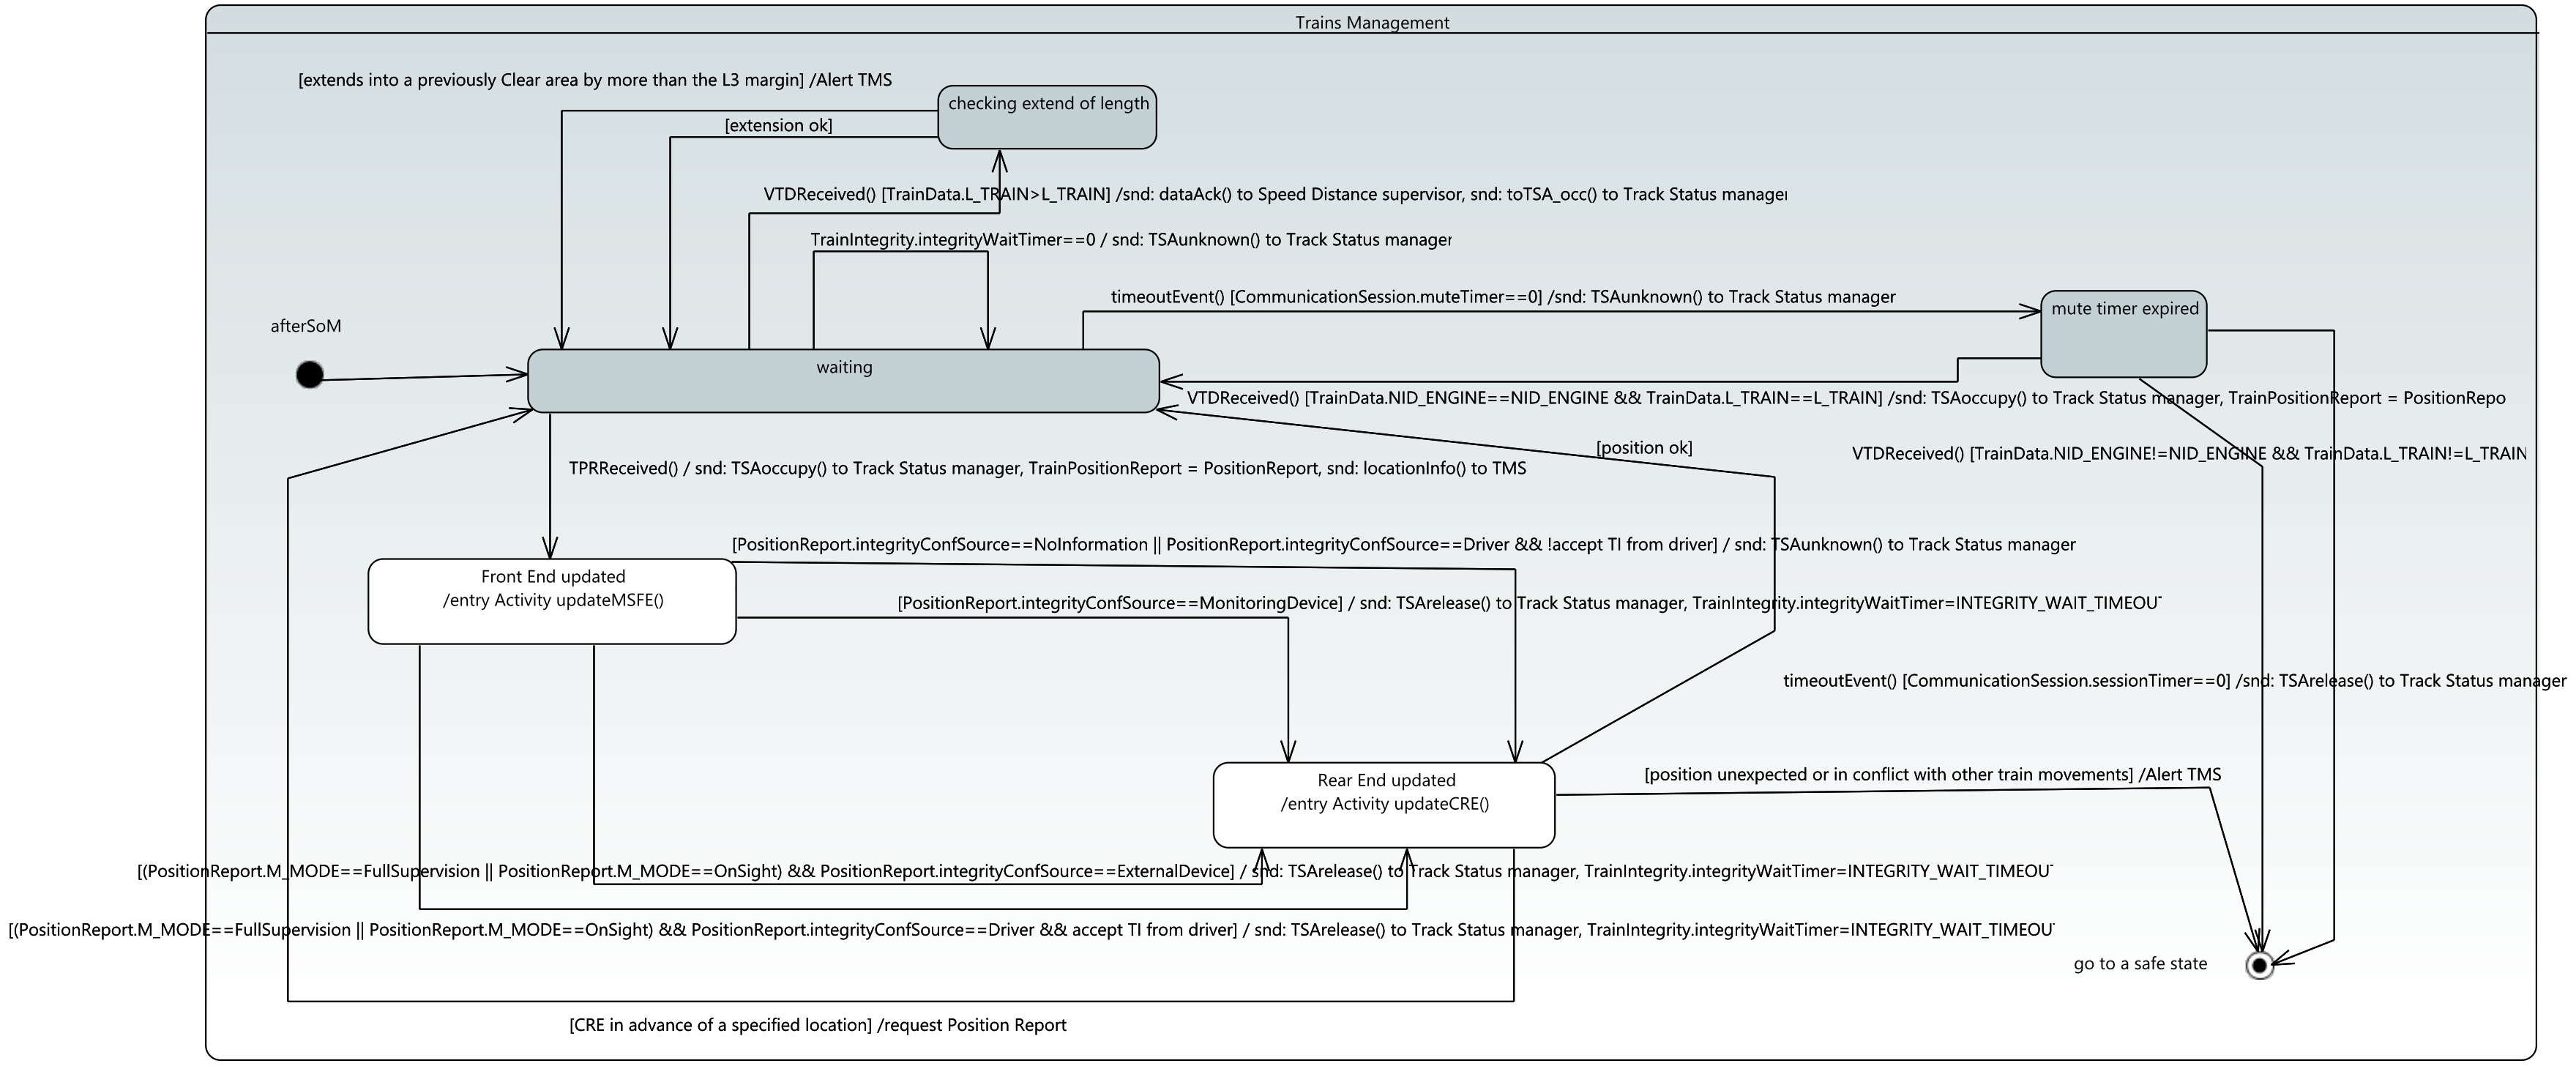 Trains Management
[extends into a previously Clear area by more than the L3 margin] /Alert TMS
checking extend of length
[extension ok]
VTDReceived() [TrainData.L_TRAIN>L_TRAIN] /snd: dataAck() to Speed Distance supervisor, snd: toTSA_occ() to Track Status manager
TrainIntegrity.integrityWaitTimer==0 / snd: TSAunknown() to Track Status manager
timeoutEvent() [CommunicationSession.muteTimer==0] /snd: TSAunknown() to Track Status manager
mute timer expired
afterSoM
waiting
VTDReceived() [TrainData.NID_ENGINE==NID_ENGINE && TrainData.L_TRAIN==L_TRAIN] /snd: TSAoccupy() to Track Status manager, TrainPositionReport = PositionRepo
[position ok]
VTDReceived() [TrainData.NID_ENGINE!=NID_ENGINE && TrainData.L_TRAIN!=L_TRAIN
TPRReceived() / snd: TSAoccupy() to Track Status manager, TrainPositionReport = PositionReport, snd: locationInfo() to TMS
[PositionReport.integrityConfSource==NoInformation || PositionReport.integrityConfSource==Driver && !accept TI from driver] / snd: TSAunknown() to Track Status manager
Front End updated
/entry Activity updateMSFE()
[PositionReport.integrityConfSource==MonitoringDevice] / snd: TSArelease() to Track Status manager, TrainIntegrity.integrityWaitTimer=INTEGRITY_WAIT_TIMEOUT
timeoutEvent() [CommunicationSession.sessionTimer==0] /snd: TSArelease() to Track Status manager
Rear End updated
/entry Activity updateCRE()
[position unexpected or in conflict with other train movements] /Alert TMS
[(PositionReport.M_MODE==FullSupervision || PositionReport.M_MODE==OnSight) && PositionReport.integrityConfSource==ExternalDevice] / snd: TSArelease() to Track Status manager, TrainIntegrity.integrityWaitTimer=INTEGRITY_WAIT_TIMEOUT
[(PositionReport.M_MODE==FullSupervision || PositionReport.M_MODE==OnSight) && PositionReport.integrityConfSource==Driver && accept TI from driver] / snd: TSArelease() to Track Status manager, TrainIntegrity.integrityWaitTimer=INTEGRITY_WAIT_TIMEOUT
go to a safe state
[CRE in advance of a specified location] /request Position Report